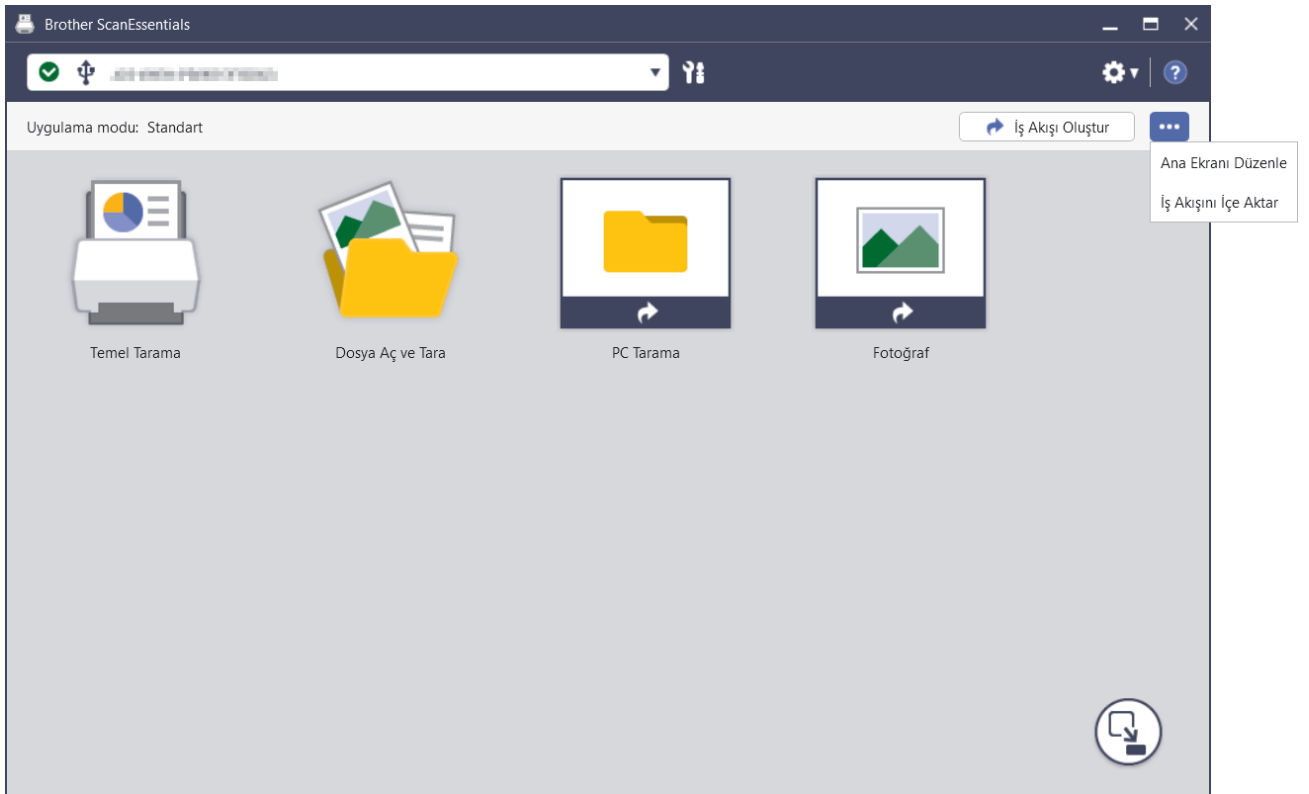 Brother ScanEssentials
Uygulama modu: Standart
İş Akışı Oluştur
Ana Ekranı Düzenle
İş Akışını İçe Aktar
Temel Tarama
Dosya Aç ve Tara
PC Tarama
Fotoğraf